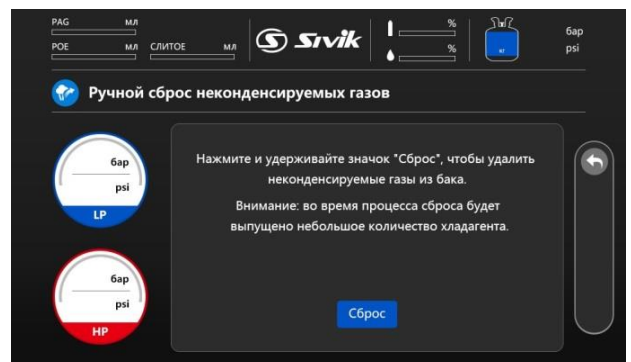 PAG мл
POE мл СЛИТОЕ мл
Sivik
%
%
кг
бар
psi
Ручной сброс неконденсируемых газов
бар
psi
LP
Нажмите и удерживайте значок "Сброс", чтобы удалить
неконденсируемые газы из бака.
Внимание: во время процесса сброса будет
выпущено небольшое количество хладагента.
бар
psi
HP
Сброс